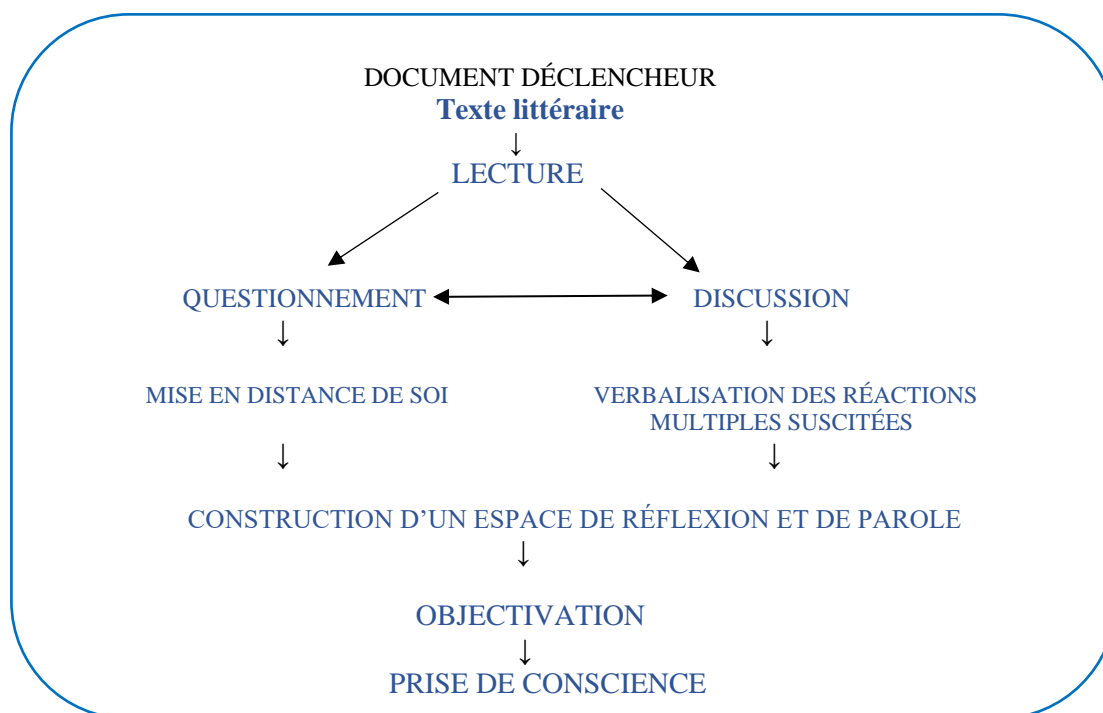 DOCUMENT DÉCLENCHEUR
Texte littéraire
↓
LECTURE
QUESTIONNEMENT
DISCUSSION
↓
↓
MISE EN DISTANCE DE SOI
VERBALISATION DES RÉACTIONS
MULTIPLES SUSCITÉES
↓
↓
CONSTRUCTION D’UN ESPACE DE RÉFLEXION ET DE PAROLE
↓
OBJECTIVATION
↓
PRISE DE CONSCIENCE